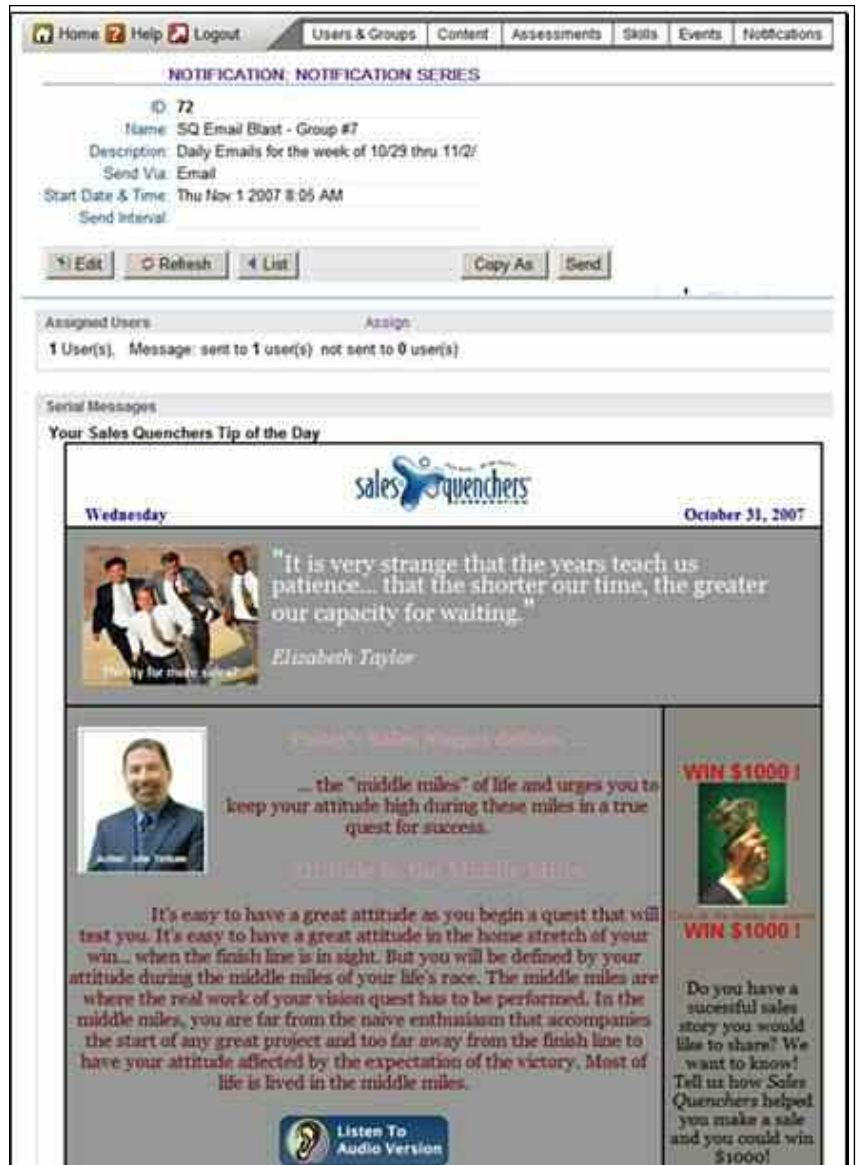 Home Help Logout Users & Groups Content Assessments Skills Events Notifications
NOTIFICATION: NOTIFICATION SERIES
ID 72
Name: SQ Email Blast - Group #7
Description: Daily Emails for the week of 10/29 thru 11/2/
Send Via: Email
Start Date & Time: Thu Nov 1 2007 8:05 AM
Send Interval:
Edit Refresh List Copy As Send
Assigned Users Assign
1 User(s), Message: sent to 1 user(s) not sent to 0 user(s)
Serial Messages
Your Sales Quenchers Tip of the Day
sales quenchers
Wednesday October 31, 2007
"It is very strange that the years teach us
patience... that the shorter our time, the greater
our capacity for waiting."
Elizabeth Taylor
Thirsty for more sales?
... the "middle miles" of life and urges you to
keep your attitude high during these miles in a true
quest for success.
Attitude in the Middle Miles
It's easy to have a great attitude as you begin a quest that will
test you. It's easy to have a great attitude in the home stretch of your
win... when the finish line is in sight. But you will be defined by your
attitude during the middle miles of your life's race. The middle miles are
where the real work of your vision quest has to be performed. In the
middle miles, you are far from the naive enthusiasm that accompanies
the start of any great project and too far away from the finish line to
have your attitude affected by the expectation of the victory. Most of
life is lived in the middle miles.
Listen To
Audio Version
WIN $1000 !
WIN $1000 !
Do you have a
sucessful sales
story you would
like to share? We
want to know!
Tell us how Sales
Quenchers helped
you make a sale
and you could win
$1000!